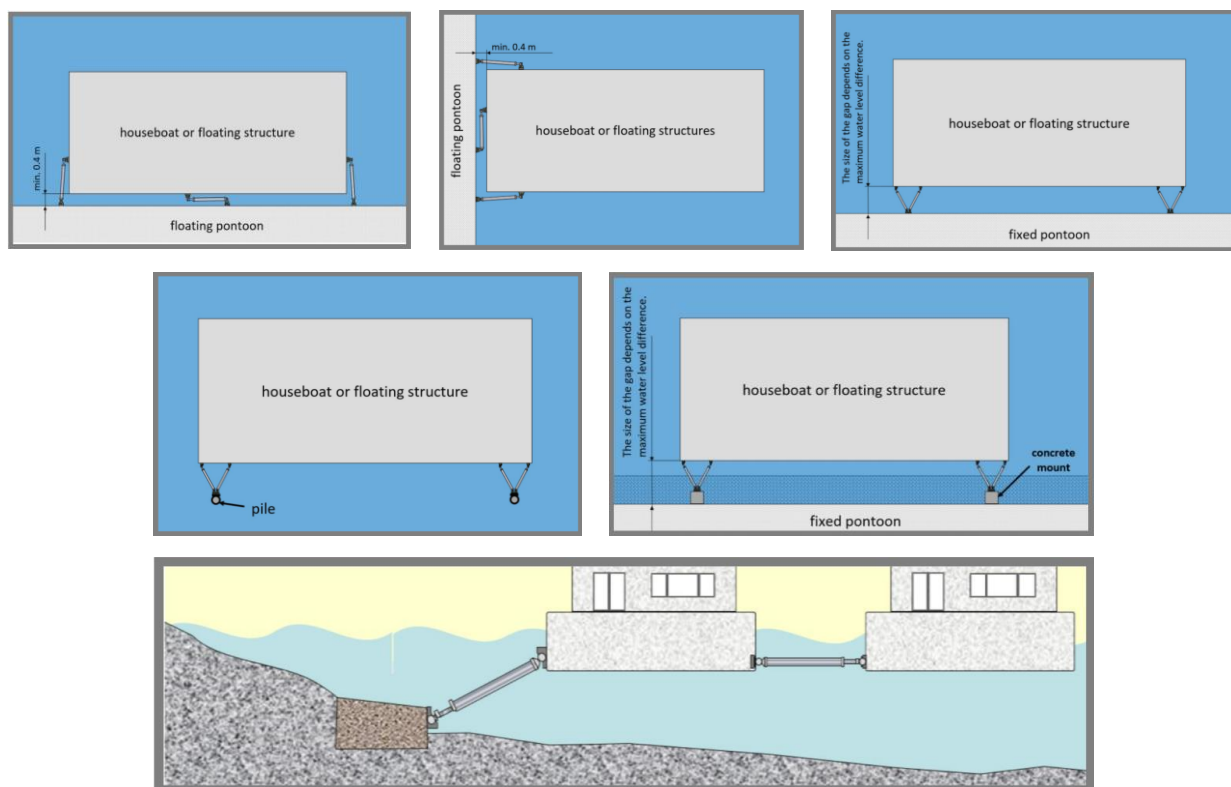 min. 0.4 m
houseboat or floating structure
floating pontoon
min. 0.4 m
floating pontoon
houseboat or floating structures
The size of the gap depends on the
maximum water level difference.
houseboat or floating structure
fixed pontoon
houseboat or floating structure
pile
The size of the gap depends on the
maximum water level difference.
houseboat or floating structure
concrete
mount
fixed pontoon